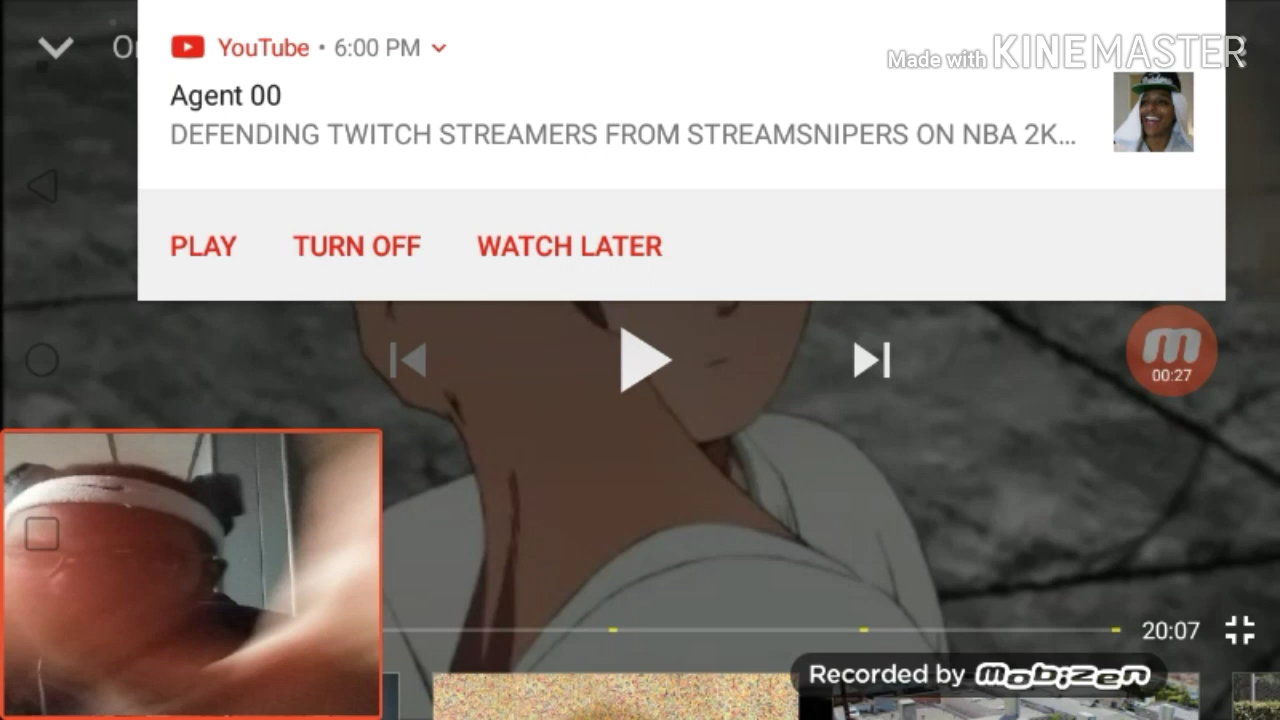 YouTube • 6:00 PM
Made with KINEMASTER
Agent 00
DEFENDING TWITCH STREAMERS FROM STREAMSNIPERS ON NBA 2K...
PLAY TURN OFF WATCH LATER
00:27
20:07
Recorded by mobizen